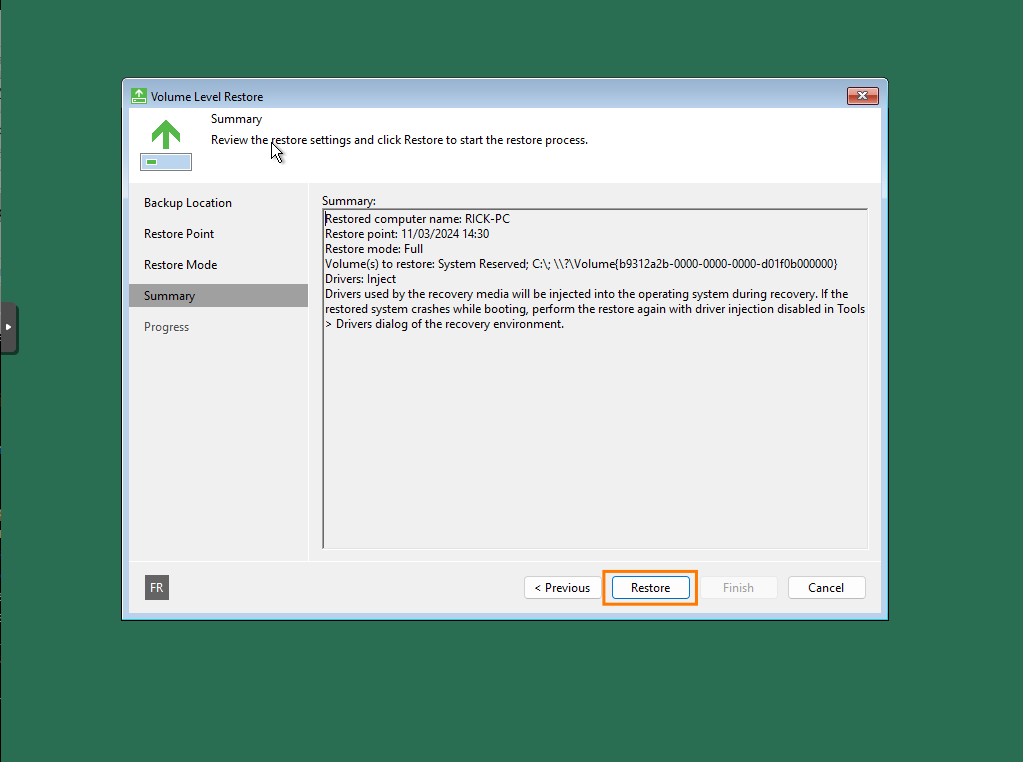 Volume Level Restore
Summary
Review the restore settings and click Restore to start the restore process.
Backup Location
Restore Point
Restore Mode
Summary
Progress
Summary:
Restored computer name: RICK-PC
Restore point: 11/03/2024 14:30
Restore mode: Full
Volume(s) to restore: System Reserved; C:\; \\?\Volume{b9312a2b-0000-0000-0000-d01f0b000000}
Drivers: Inject
Drivers used by the recovery media will be injected into the operating system during recovery. If the
restored system crashes while booting, perform the restore again with driver injection disabled in Tools
> Drivers dialog of the recovery environment.
FR
< Previous
Restore
Finish
Cancel